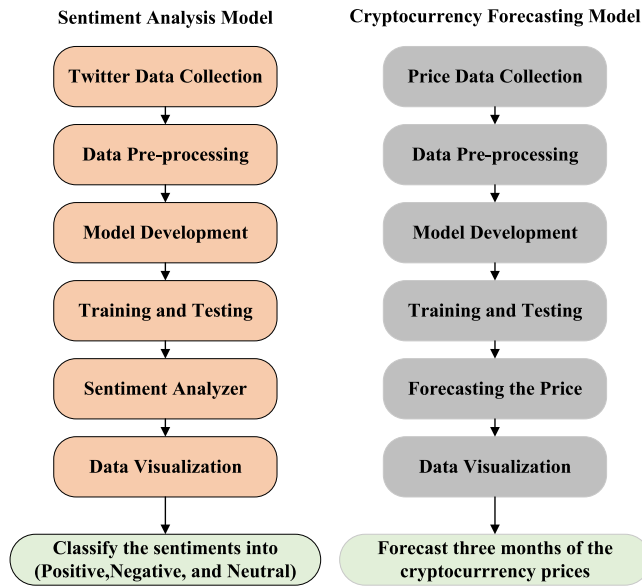 Sentiment Analysis Model
Twitter Data Collection
Data Pre-processing
Model Development
Training and Testing
Sentiment Analyzer
Data Visualization
Classify the sentiments into
(Positive,Negative, and Neutral)
Cryptocurrency Forecasting Model
Price Data Collection
Data Pre-processing
Model Development
Training and Testing
Forecasting the Price
Data Visualization
Forecast three months of the
cryptocurrrency prices